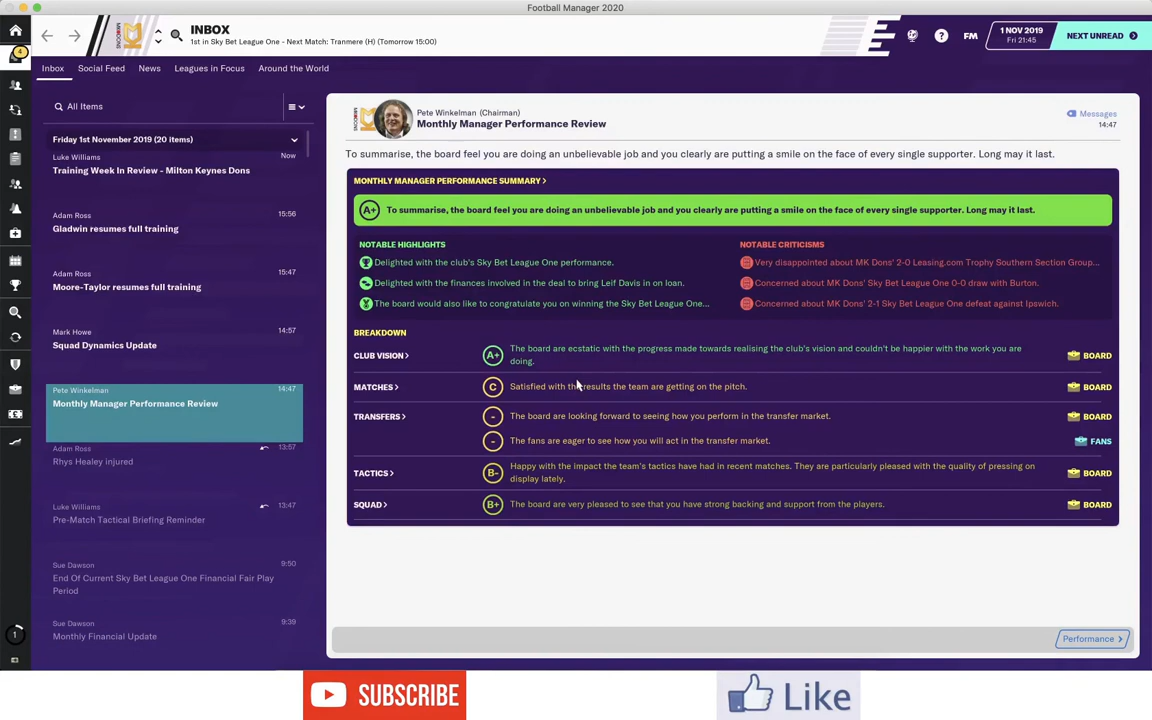 Football Manager 2020
INBOX
1st in Sky Bet League One - Next Match: Tranmere (H) (Tomorrow 15:00)
FM
1 NOV 2019
Fri 21:45
NEXT UNREAD
4
Inbox
Social Feed
News
Leagues in Focus
Around the World
All Items
Friday 1st November 2019 (20 items)
Luke Williams
Now
Training Week In Review - Milton Keynes Dons
Adam Ross
15:56
Gladwin resumes full training
Adam Ross
15:47
Moore-Taylor resumes full training
Mark Howe
14:57
Squad Dynamics Update
Pete Winkelman
14:47
Monthly Manager Performance Review
Adam Ross
13:57
Rhys Healey injured
Luke Williams
13:47
Pre-Match Tactical Briefing Reminder
Sue Dawson
9:50
End Of Current Sky Bet League One Financial Fair Play
Period
Sue Dawson
9:39
Monthly Financial Update
1
Pete Winkelman (Chairman)
Monthly Manager Performance Review
Messages
14:47
To summarise, the board feel you are doing an unbelievable job and you clearly are putting a smile on the face of every single supporter. Long may it last.
MONTHLY MANAGER PERFORMANCE SUMMARY >
A+ To summarise, the board feel you are doing an unbelievable job and you clearly are putting a smile on the face of every single supporter. Long may it last.
NOTABLE HIGHLIGHTS
Delighted with the club's Sky Bet League One performance.
Delighted with the finances involved in the deal to bring Leif Davis in on loan.
The board would also like to congratulate you on winning the Sky Bet League One...
NOTABLE CRITICISMS
Very disappointed about MK Dons' 2-0 Leasing.com Trophy Southern Section Group...
Concerned about MK Dons' Sky Bet League One 0-0 draw with Burton.
Concerned about MK Dons' 2-1 Sky Bet League One defeat against Ipswich.
BREAKDOWN
CLUB VISION >
A+
The board are ecstatic with the progress made towards realising the club's vision and couldn't be happier with the work you are
doing.
BOARD
MATCHES >
C
Satisfied with the results the team are getting on the pitch.
BOARD
TRANSFERS >
-
The board are looking forward to seeing how you perform in the transfer market.
BOARD
-
The fans are eager to see how you will act in the transfer market.
FANS
TACTICS >
B-
Happy with the impact the team's tactics have had in recent matches. They are particularly pleased with the quality of pressing on
display lately.
BOARD
SQUAD >
B+
The board are very pleased to see that you have strong backing and support from the players.
BOARD
Performance >
SUBSCRIBE
Like